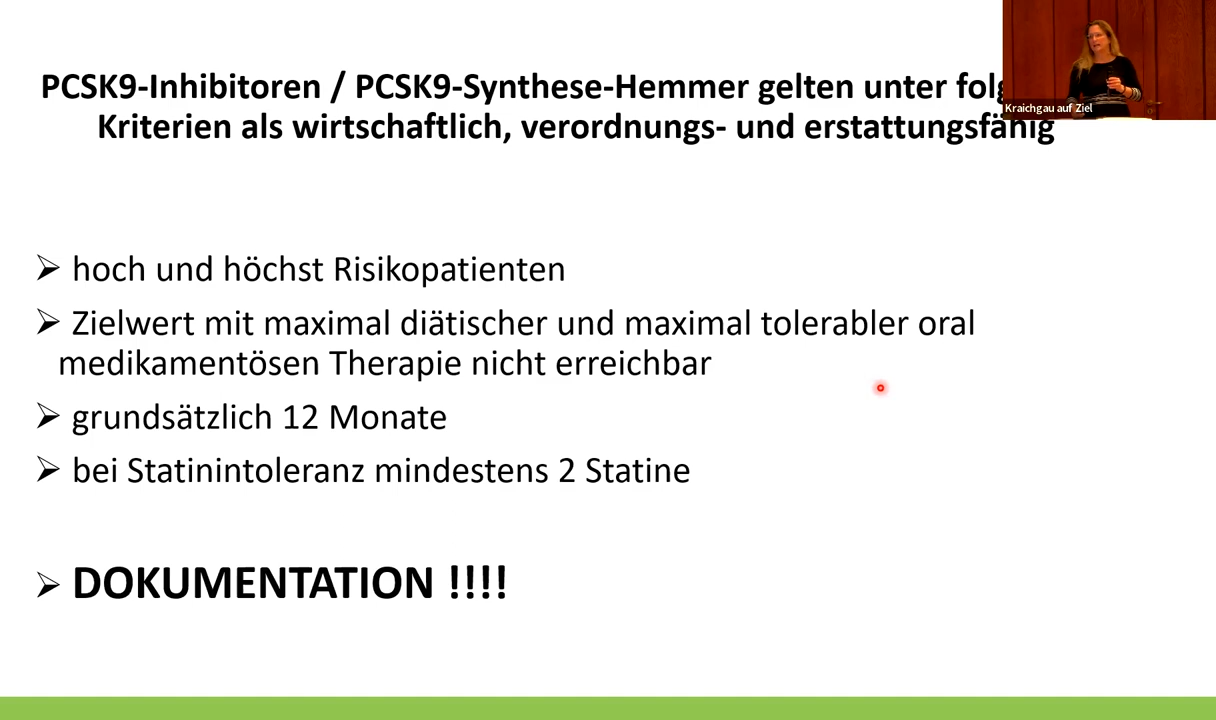 PCSK9-Inhibitoren / PCSK9-Synthese-Hemmer gelten unter
Kriterien als wirtschaftlich, verordnungs- und erstattungsfähig
Kraichgau auf Ziel
➢ hoch und höchst Risikopatienten
➢ Zielwert mit maximal diätischer und maximal tolerabler oral
medikamentösen Therapie nicht erreichbar
➢ grundsätzlich 12 Monate
➢ bei Statinintoleranz mindestens 2 Statine
➢ DOKUMENTATION !!!!